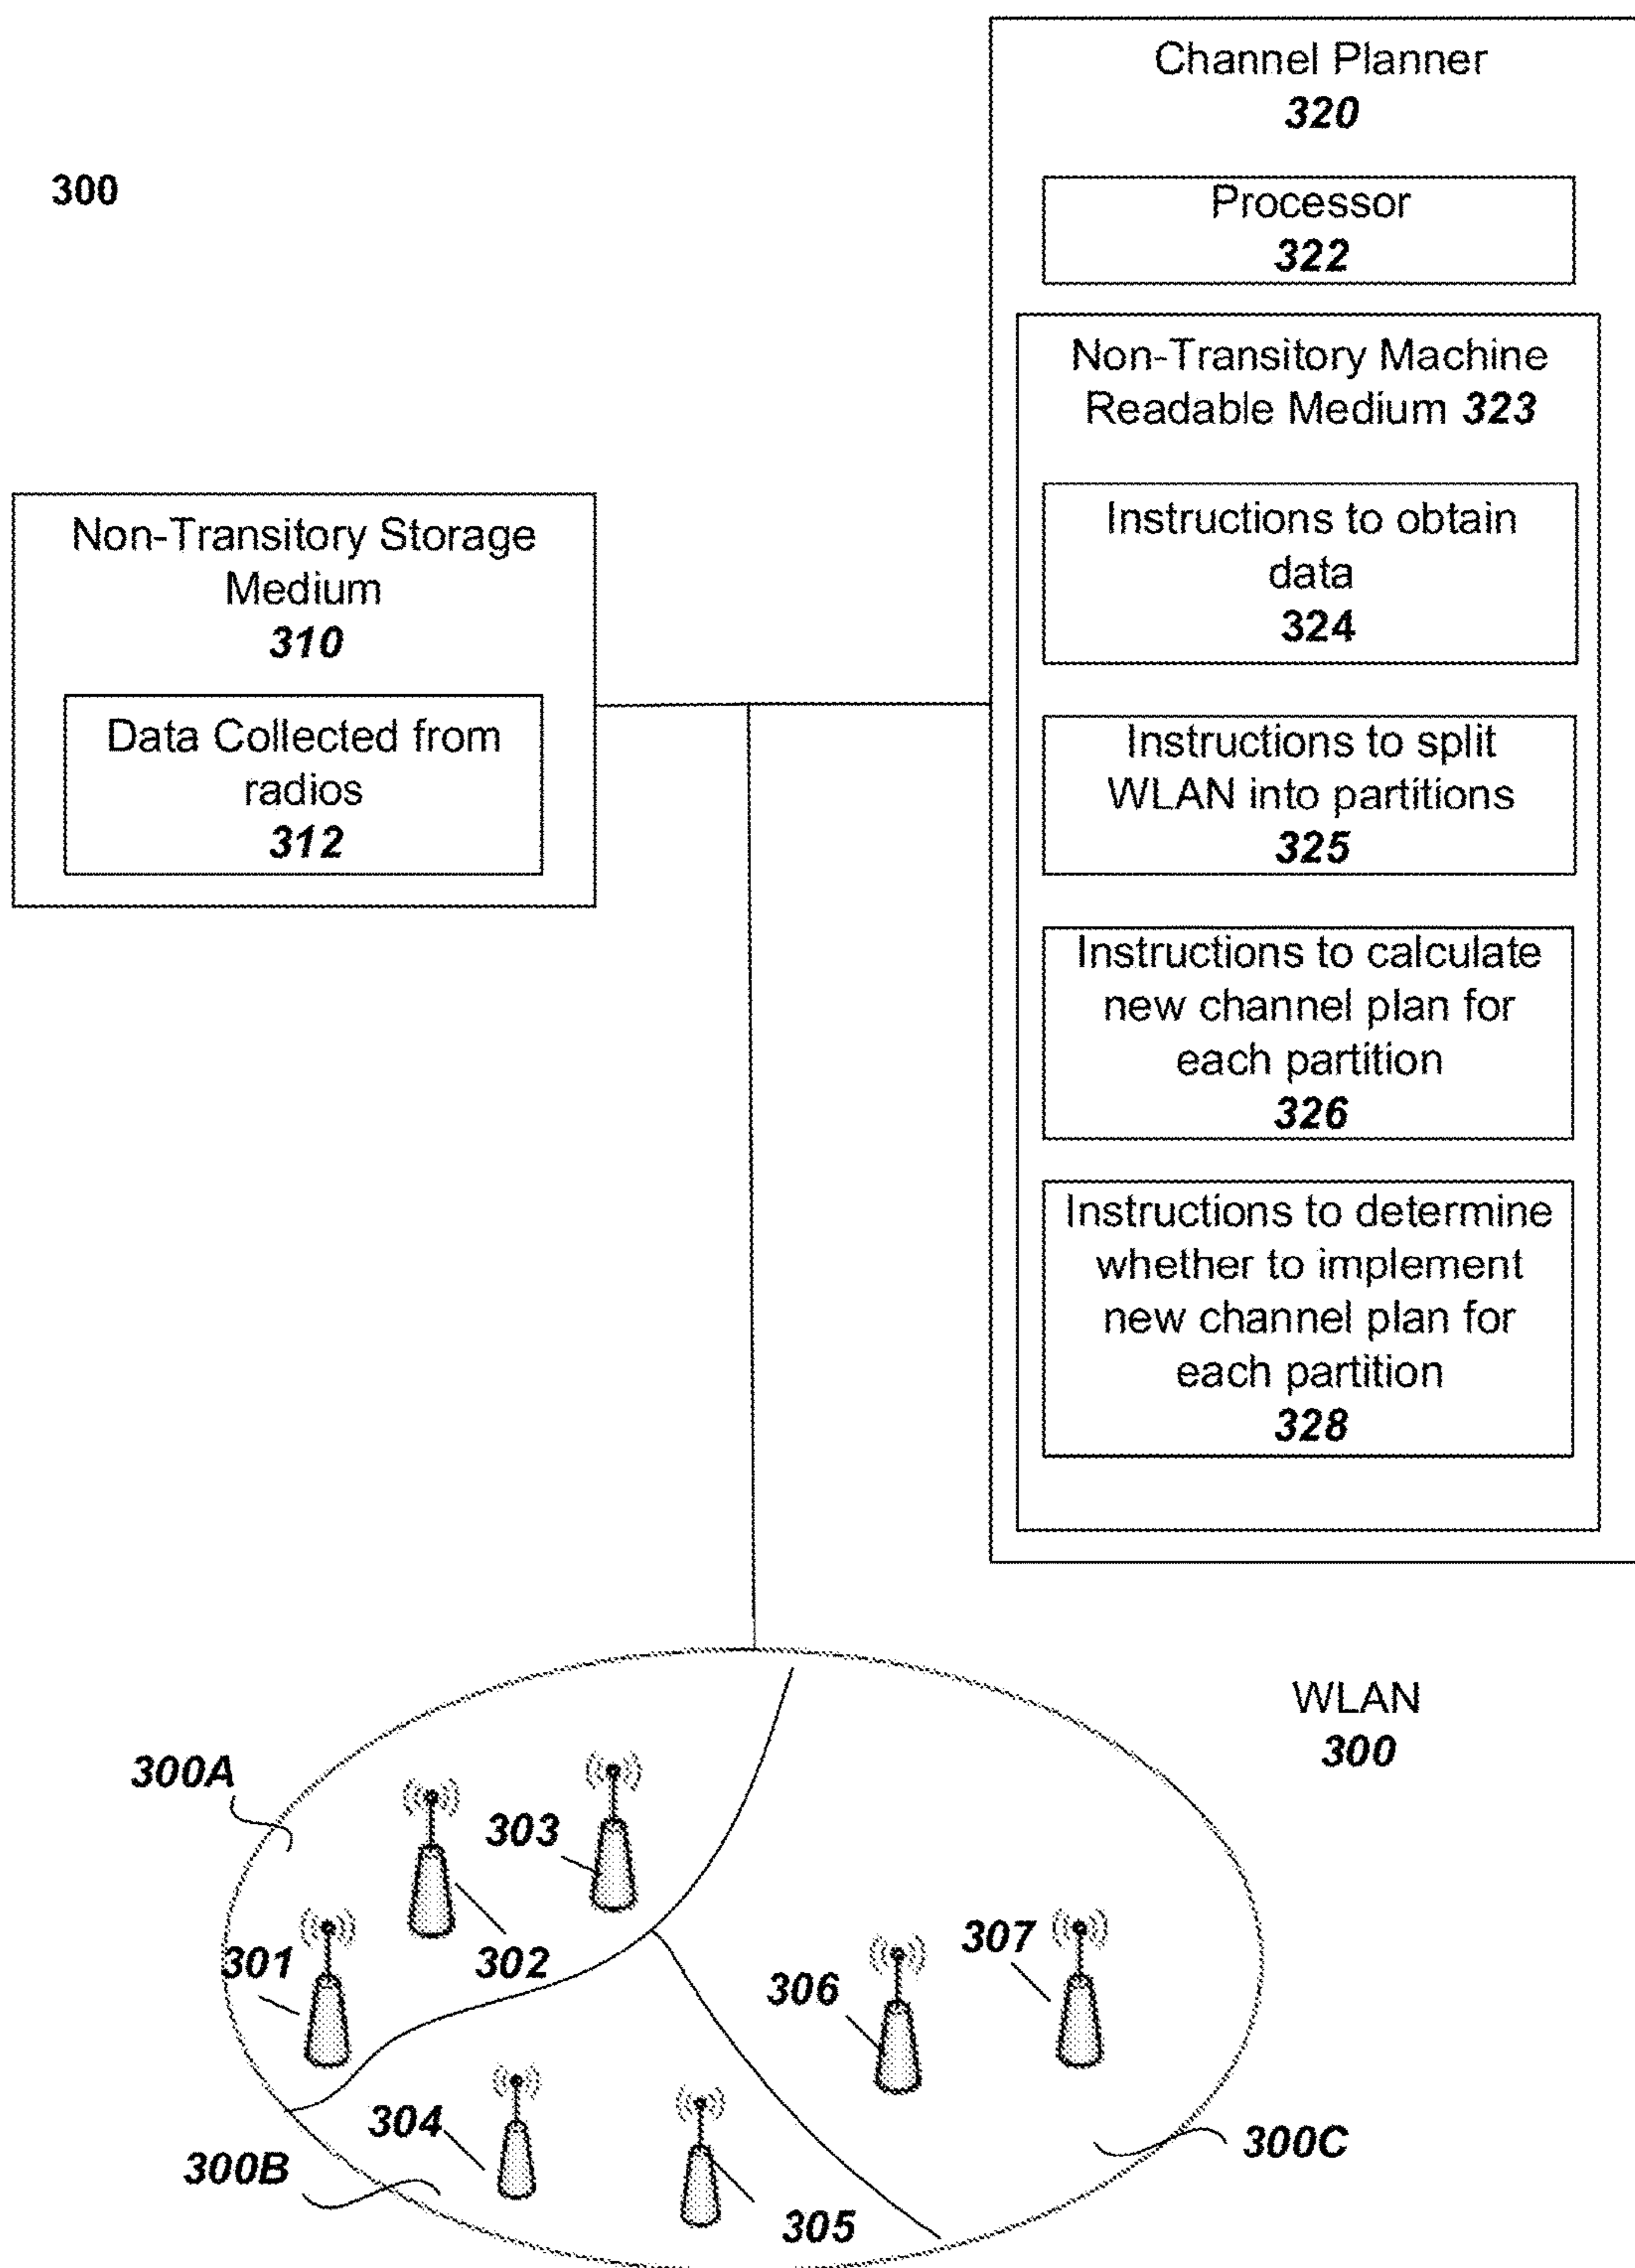 300
Channel Planner
320
Processor
322
Non-Transitory Machine
Readable Medium 323
Instructions to obtain
data
324
Instructions to split
WLAN into partitions
325
Instructions to calculate
new channel plan for
each partition
326
Instructions to determine
whether to implement
new channel plan for
each partition
328
Non-Transitory Storage
Medium
310
Data Collected from
radios
312
WLAN
300
300A
303
301
302
307
306
304
300B
300C
305